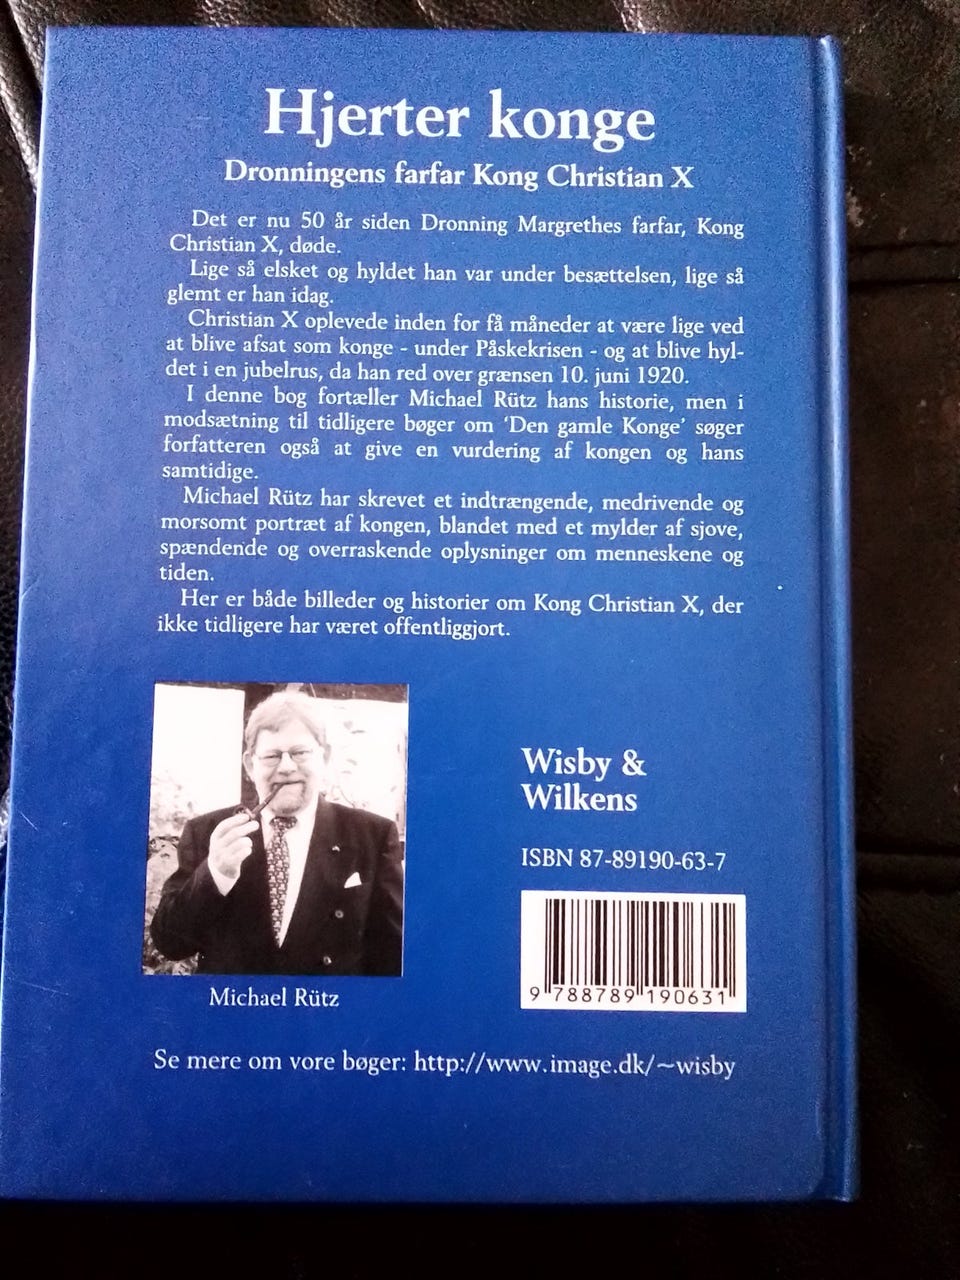 Hjerter konge
Dronningens farfar Kong Christian X
Det er nu 50 år siden Dronning Margrethes farfar, Kong
Christian X, døde.
Lige så elsket og hyldet han var under besættelsen, lige så
glemt er han idag.
Christian X oplevede inden for få måneder at være lige ved
at blive afsat som konge - under Påskekrisen - og at blive hyl-
det i en jubelrus, da han red over grænsen 10. juni 1920.
I denne bog fortæller Michael Rütz hans historie, men i
modsætning til tidligere bøger om 'Den gamle Konge' søger
forfatteren også at give en vurdering af kongen og hans
samtidige.
Michael Rütz har skrevet et indtrængende, medrivende og
morsomt portræt af kongen, blandet med et mylder af sjove,
spændende og overraskende oplysninger om menneskene og
tiden.
Her er både billeder og historier om Kong Christian X, der
ikke tidligere har været offentliggjort.
Wisby &
Wilkens
ISBN 87-89190-63-7
9 788789 190631
Michael Rütz
Se mere om vore bøger: http://www.image.dk/~wisby